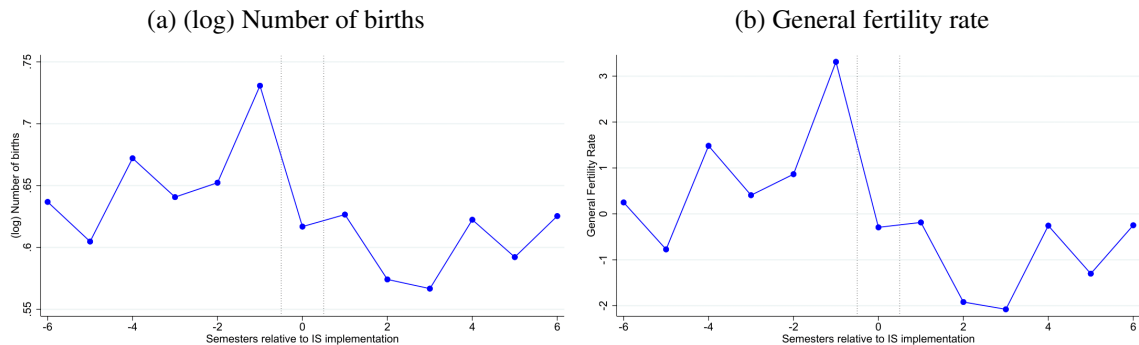 (a) (log) Number of births
(log) Number of births
.75
.7
.65
.6
.55
-6 -4 -2 0 2 4 6
Semesters relative to IS implementation
(b) General fertility rate
General Fertility Rate
3
2
1
0
-1
-2
-6 -4 -2 0 2 4 6
Semesters relative to IS implementation